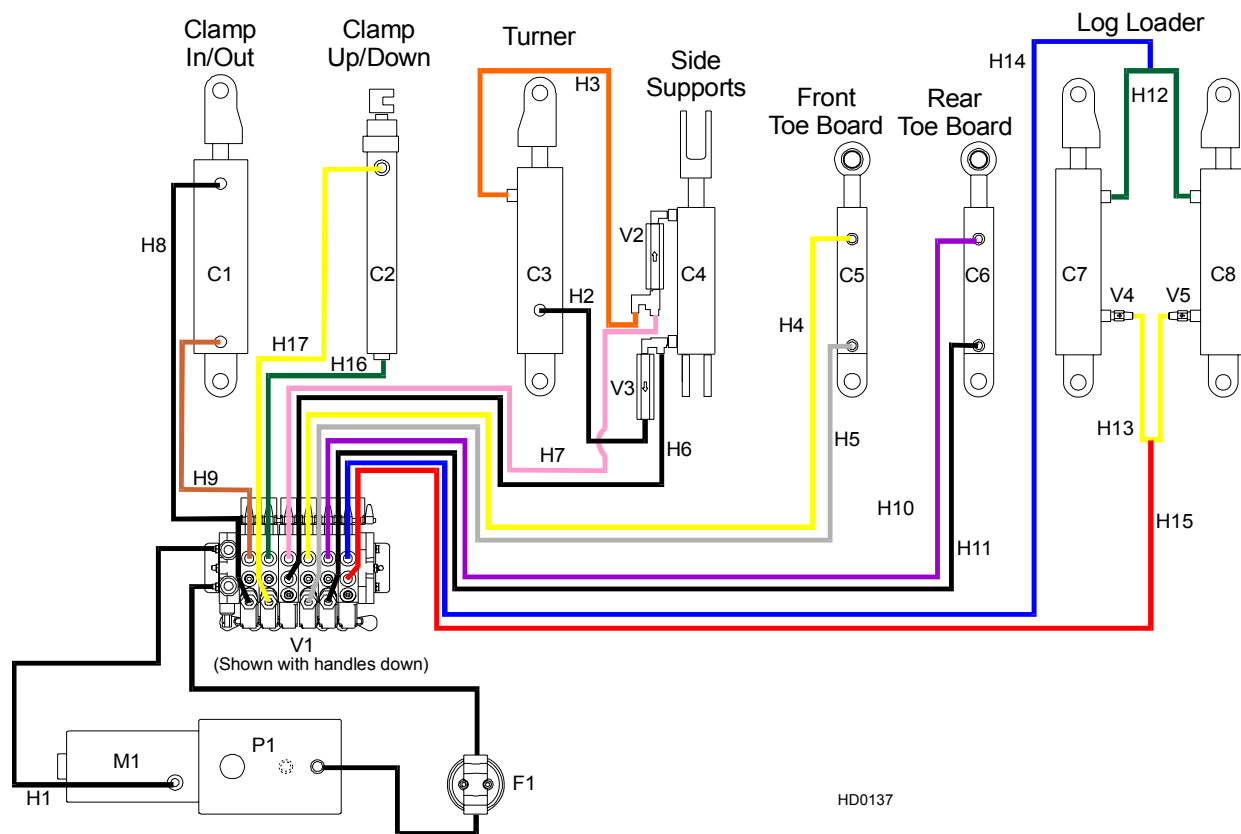 Clamp
In/Out
Clamp
Up/Down
Turner
Side
Supports
Front
Toe Board
Rear
Toe Board
Log Loader
H14
H12
H3
H8
V2
C1
C2
C3
C4
C5
C6
C7
C8
H2
H4
V4
V5
H17
H16
V3
H13
H7
H6
H5
H9
H10
H11
H15
V1
(Shown with handles down)
M1
P1
F1
H1
HD0137